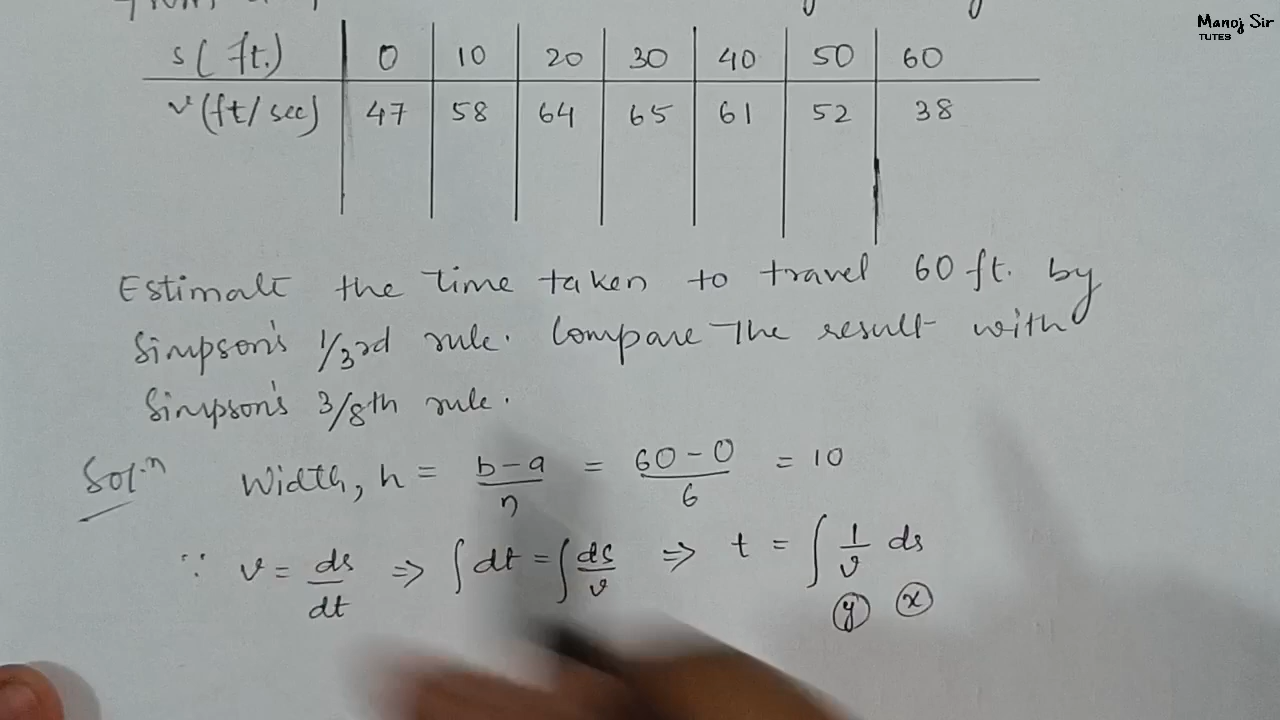 Manoj Sir
TUTES
s (ft.) 0 10 20 30 40 50 60
v (ft/sec) 47 58 64 65 61 52 38
Estimate the time taken to travel 60 ft. by
Simpson's 1/3rd rule. Compare the result with
Simpson's 3/8th rule.
Sol.n Width, h = b-a/n = 60-0/6 = 10
∵ v = ds/dt ⇒ ∫dt = ∫ds/v ⇒ t = ∫ 1/v ds
y x